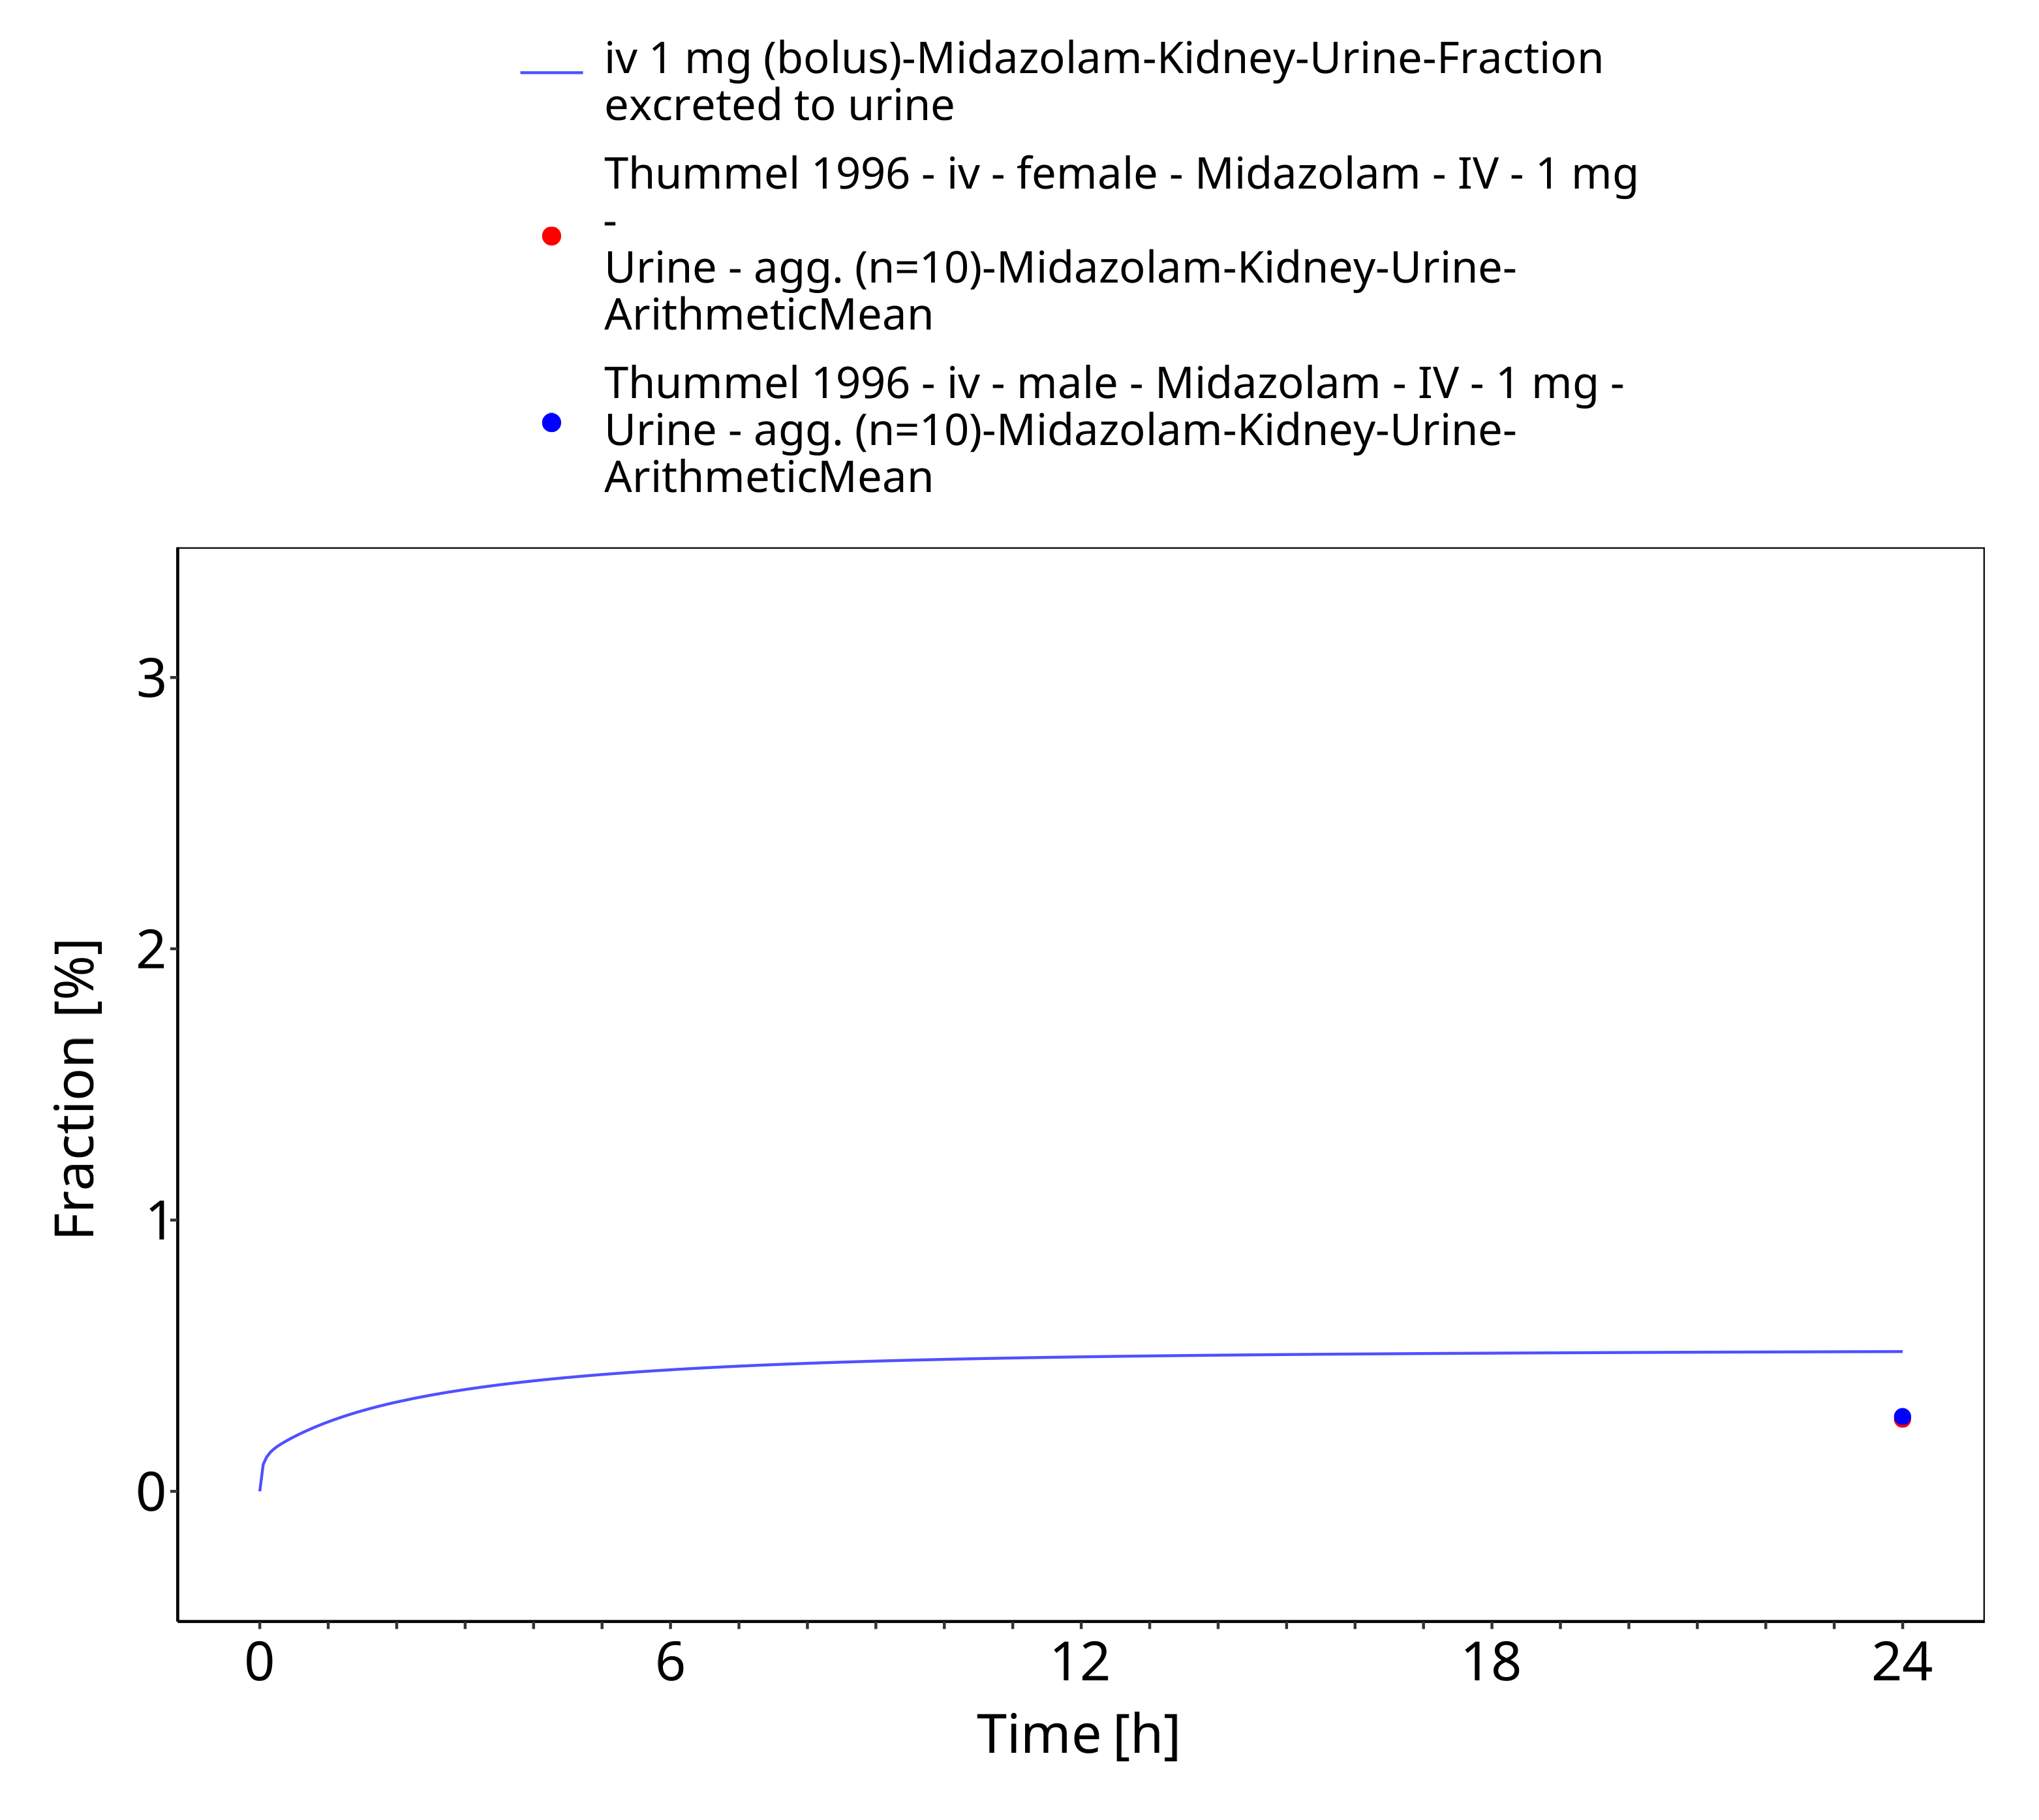 iv 1 mg (bolus)-Midazolam-Kidney-Urine-Fraction
excreted to urine
Thummel 1996 - iv - female - Midazolam - IV - 1 mg
-
Urine - agg. (n=10)-Midazolam-Kidney-Urine-
ArithmeticMean
Thummel 1996 - iv - male - Midazolam - IV - 1 mg -
Urine - agg. (n=10)-Midazolam-Kidney-Urine-
ArithmeticMean
3
2
1
0
Fraction [%]
0 6 12 18 24
Time [h]